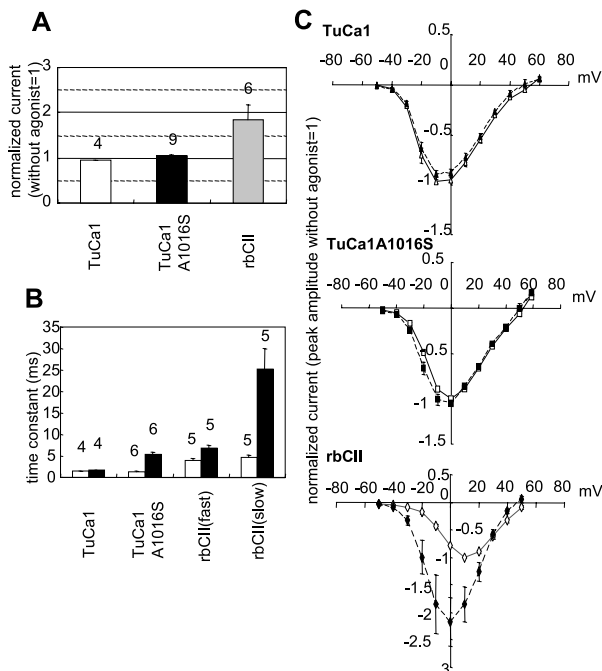 A
normalized current
(without agonist=1)
3
2
1
0
4
9
6
TuCa1
TuCa1
A1016S
rbCII
B
time constant (ms)
35
30
25
20
15
10
5
0
4 4
6 6
5 5
5 5
TuCa1
TuCa1
A1016S
rbCII(fast)
rbCII(slow)
C
normalized current (peak amplitude without agonist=1)
TuCa1
0.5
-80 -60 -40 -20 0 20 40 60 80
mV
-0.5
-1
-1.5
TuCa1A1016S
0.5
-80 -60 -40 -20 0 20 40 60 80
mV
-0.5
-1
-1.5
rbCII
-80 -60 -40 -20 0 20 40 60 80
mV
-0.5
-1
-1.5
-2
-2.5
3